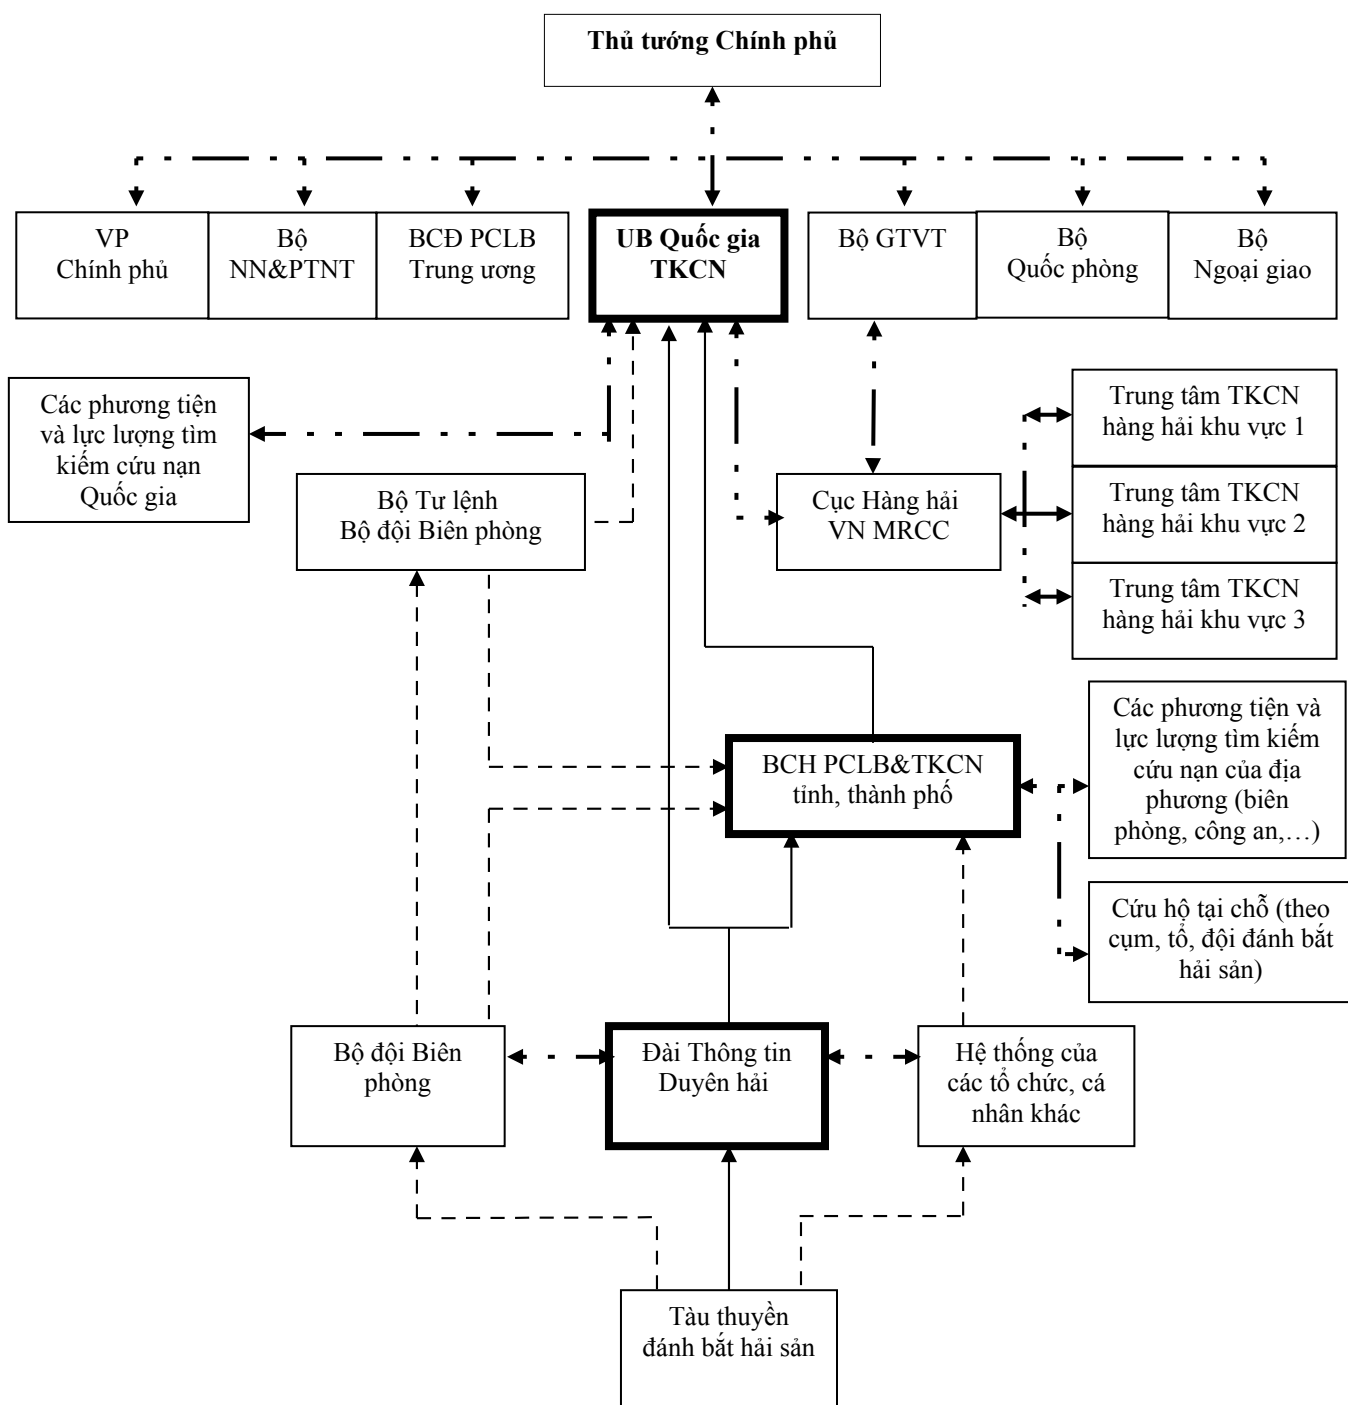 Thủ tướng Chính phủ
VP
Chính phủ
Bộ
NN&PTNT
BCĐ PCLB
Trung ương
UB Quốc gia
TKCN
Bộ GTVT
Bộ
Quốc phòng
Bộ
Ngoại giao
Các phương tiện
và lực lượng tìm
kiếm cứu nạn
Quốc gia
Bộ Tư lệnh
Bộ đội Biên phòng
Cục Hàng hải
VN MRCC
Trung tâm TKCN
hàng hải khu vực 1
Trung tâm TKCN
hàng hải khu vực 2
Trung tâm TKCN
hàng hải khu vực 3
BCH PCLB&TKCN
tỉnh, thành phố
Các phương tiện và
lực lượng tìm kiếm
cứu nạn của địa
phương (biên
phòng, công an,…)
Cứu hộ tại chỗ (theo
cụm, tổ, đội đánh bắt
hải sản)
Bộ đội Biên
phòng
Đài Thông tin
Duyên hải
Hệ thống của
các tổ chức, cá
nhân khác
Tàu thuyền
đánh bắt hải sản